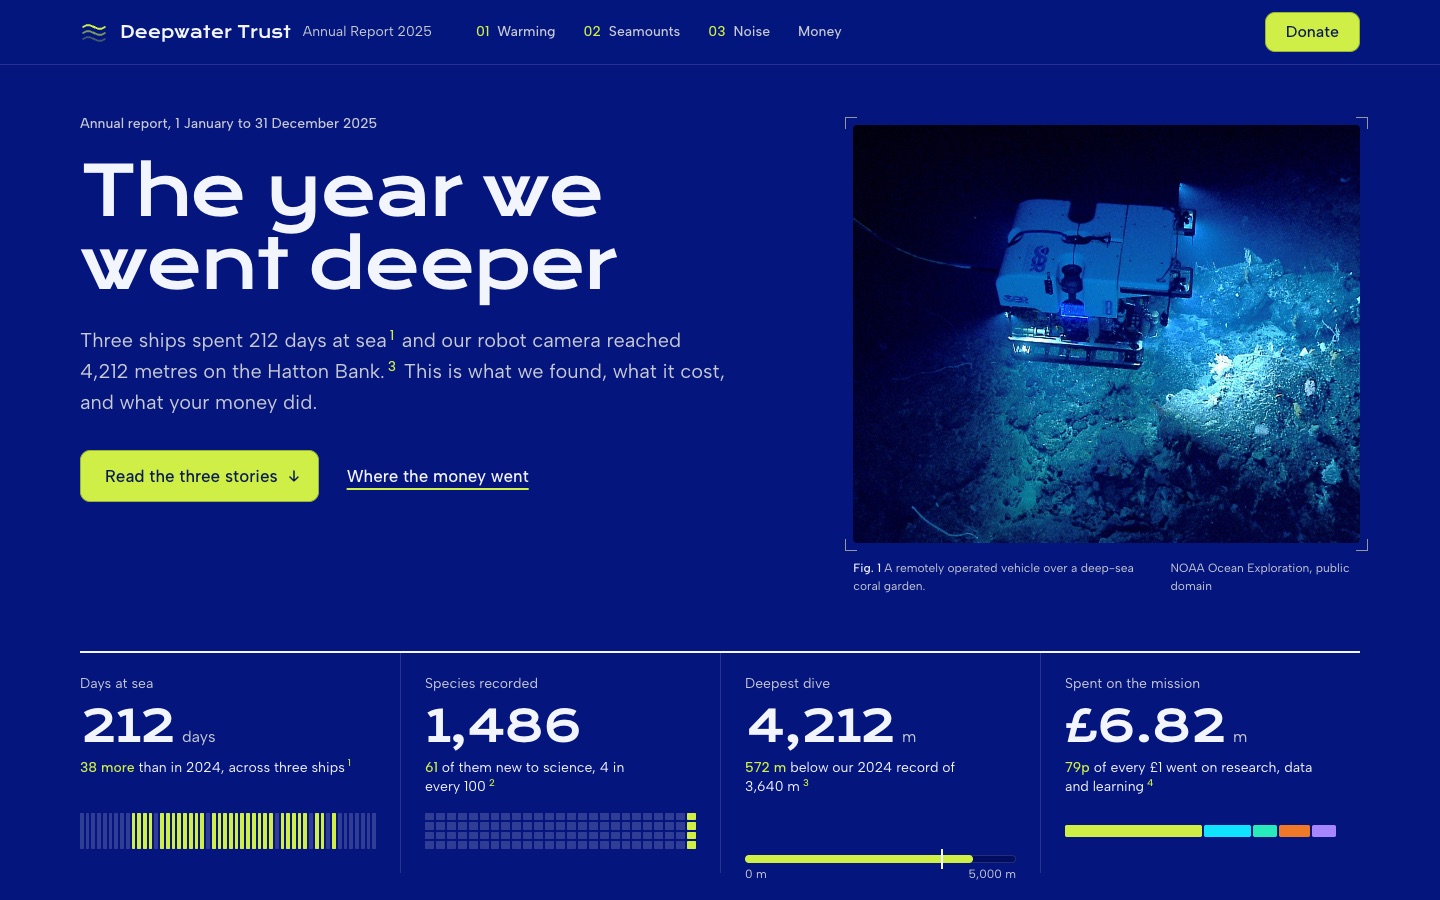 Deepwater Trust Annual Report 2025 01 Warming 02 Seamounts 03 Noise Money Donate
Annual report, 1 January to 31 December 2025
The year we
went deeper
Three ships spent 212 days at sea 1 and our robot camera reached
4,212 metres on the Hatton Bank. 3 This is what we found, what it cost,
and what your money did.
Read the three stories ↓ Where the money went
Fig. 1 A remotely operated vehicle over a deep-sea
coral garden.
NOAA Ocean Exploration, public
domain
Days at sea
212 days
38 more than in 2024, across three ships 1
Species recorded
1,486
61 of them new to science, 4 in
every 100 2
Deepest dive
4,212 m
572 m below our 2024 record of
3,640 m 3
0 m 5,000 m
Spent on the mission
£6.82 m
79p of every £1 went on research, data
and learning 4